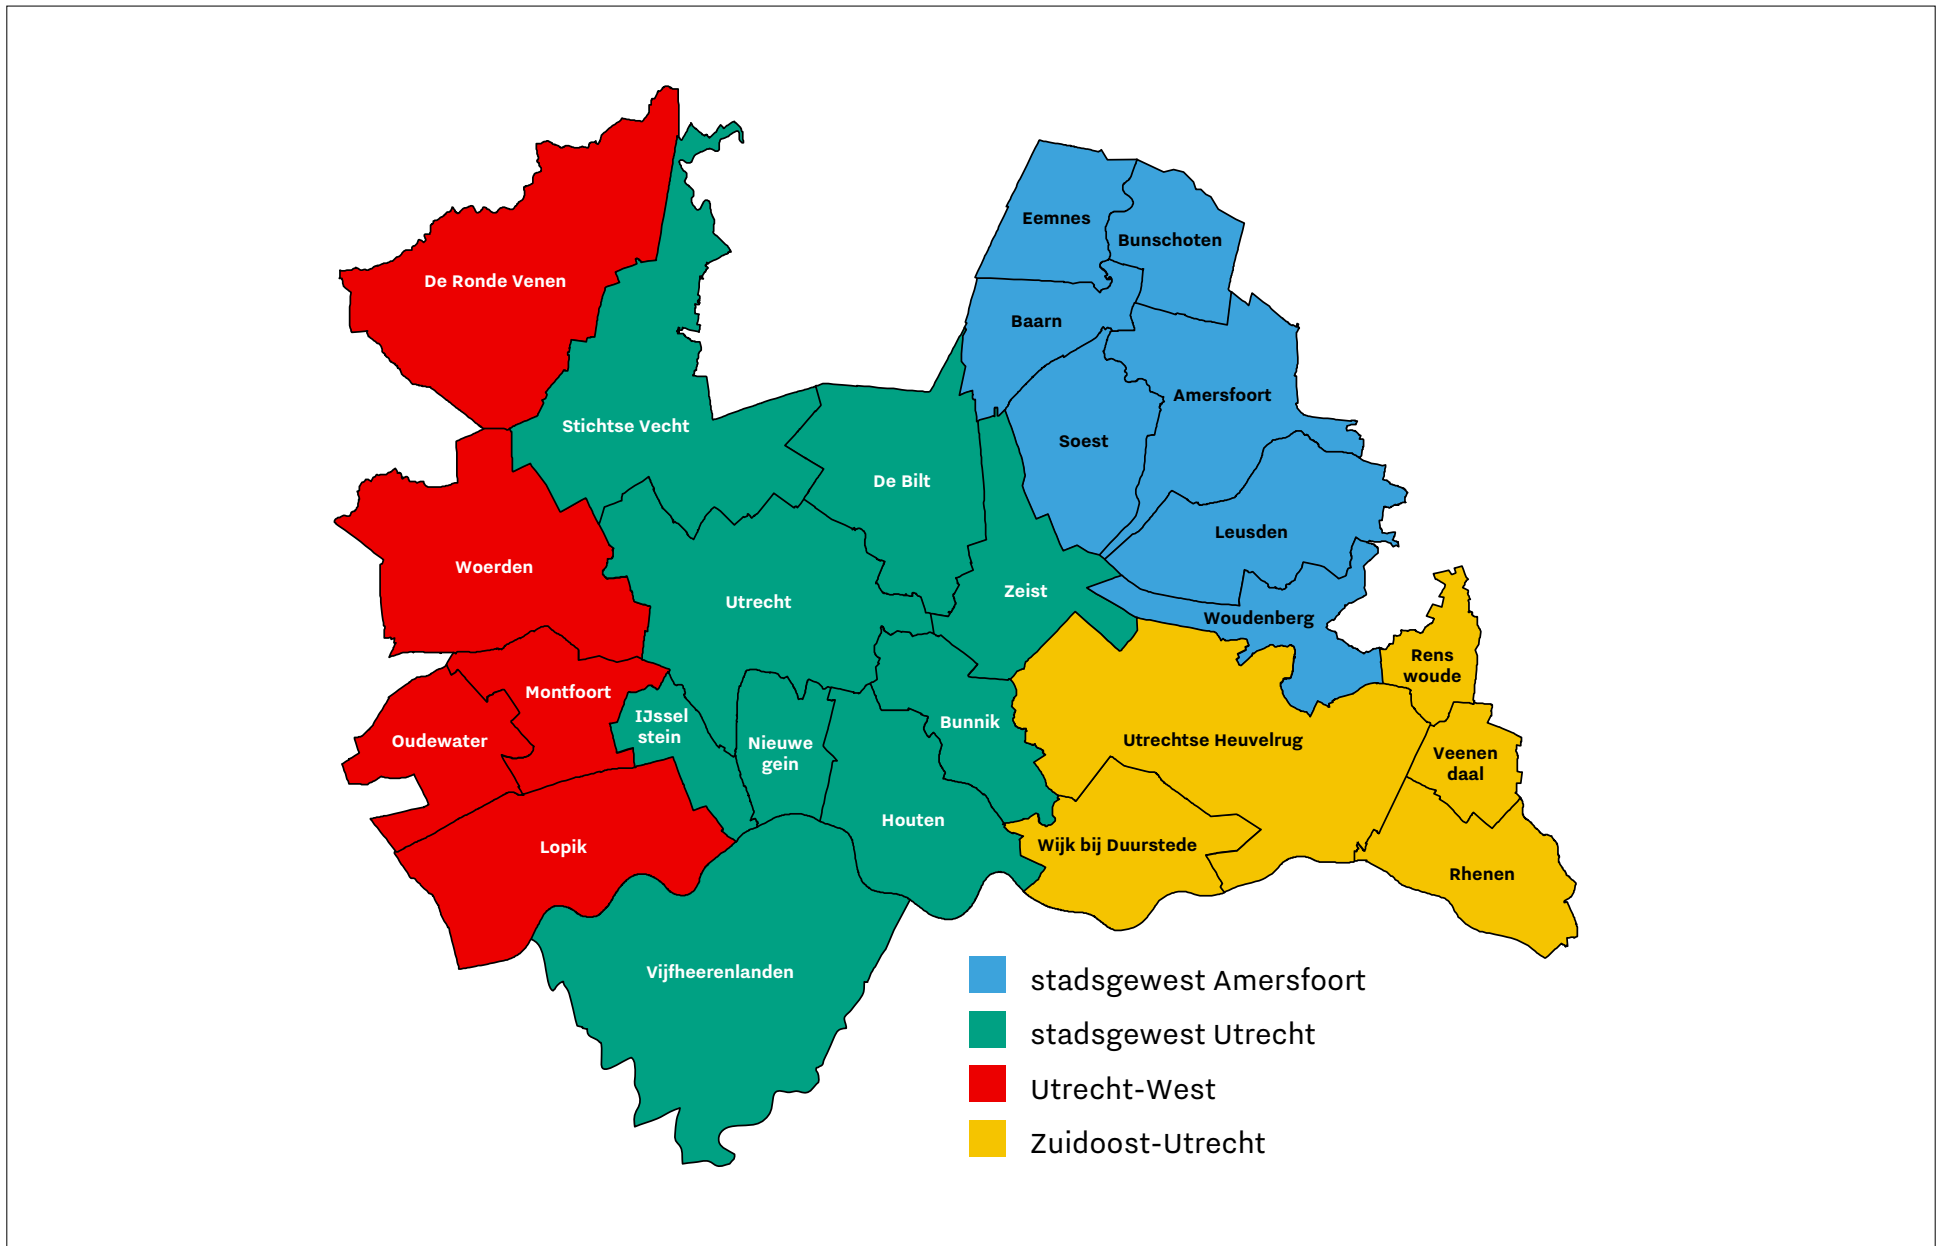 Eemnes
Bunschoten
De Ronde Venen
Baarn
Amersfoort
Stichtse Vecht
Soest
De Bilt
Leusden
Woerden
Zeist
Utrecht
Woudenberg
Rens
woude
Montfoort
IJssel
stein
Bunnik
Oudewater
Nieuwe
gein
Utrechtse Heuvelrug
Veenen
daal
Houten
Lopik
Wijk bij Duurstede
Rhenen
Vijfheerenlanden
stadsgewest Amersfoort
stadsgewest Utrecht
Utrecht-West
Zuidoost-Utrecht